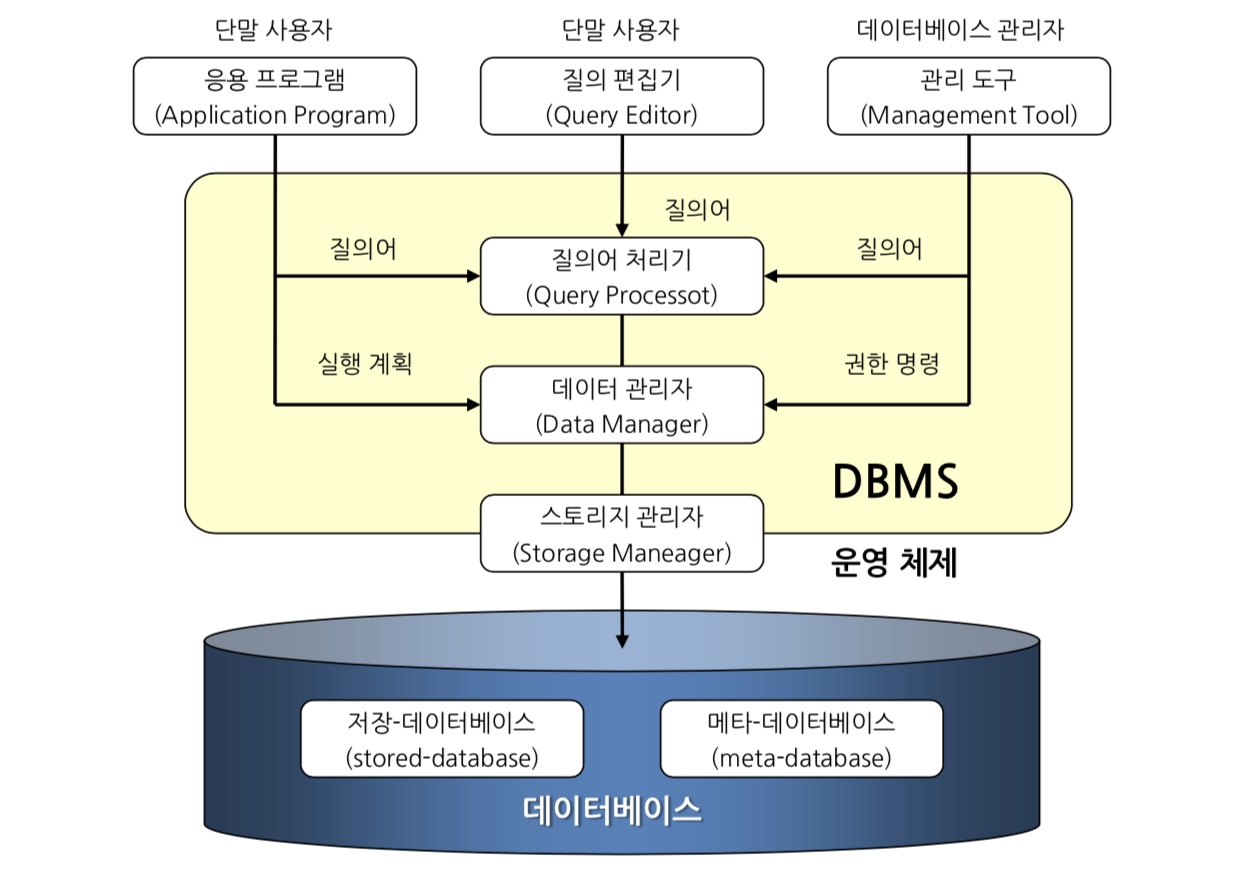 단말 사용자
단말 사용자
데이터베이스 관리자
응용 프로그램
(Application Program)
질의 편집기
(Query Editor)
관리 도구
(Management Tool)
질의어
질의어
질의어
질의어 처리기
(Query Processot)
실행 계획
권한 명령
데이터 관리자
(Data Manager)
DBMS
스토리지 관리자
(Storage Maneager)
운영 체제
저장-데이터베이스
(stored-database)
메타-데이터베이스
(meta-database)
데이터베이스